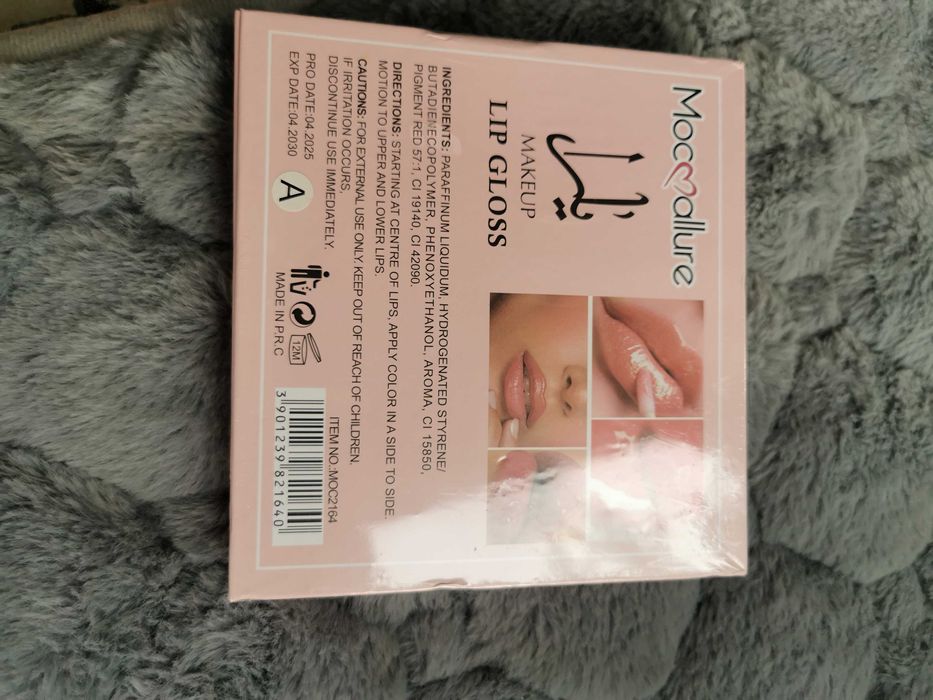 Mocallure
MAKEUP
LIP GLOSS
INGREDIENTS: PARAFFINUM LIQUIDUM, HYDROGENATED STYRENE/
BUTADIENECOPOLYMER, PHENOXYETHANOL, AROMA, CI 15850,
PIGMENT RED 57:1, CI 19140, CI 42090.
DIRECTIONS: STARTING AT CENTRE OF LIPS, APPLY COLOR IN A SIDE TO SIDE
MOTION TO UPPER AND LOWER LIPS.
CAUTIONS: FOR EXTERNAL USE ONLY. KEEP OUT OF REACH OF CHILDREN.
IF IRRITATION OCCURS,
DISCONTINUE USE IMMEDIATELY.
PRO DATE:04.2025
EXP DATE:04.2030
A
12M
MADE IN P.R.C
ITEM NO.:MOC2164
3 901239 821640